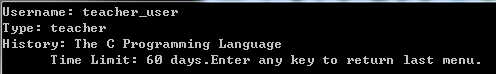 Username: teacher_user
Type: teacher
History: The C Programming Language
Time Limit: 60 days.Enter any key to return last menu.